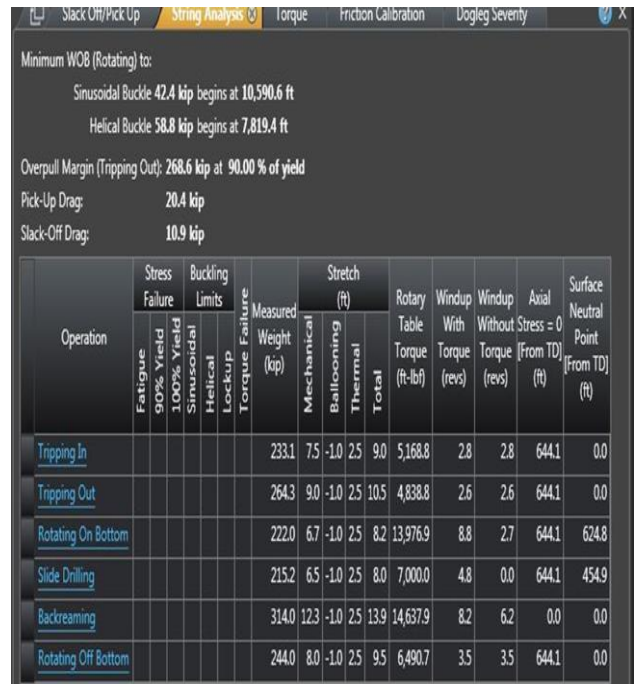 Slack Off/Pick Up String Analysis Torque Friction Calibration Dogleg Severity ? X
Minimum WOB (Rotating) to:
Sinusoidal Buckle 42.4 kip begins at 10,590.6 ft
Helical Buckle 58.8 kip begins at 7,819.4 ft
Overpull Margin (Tripping Out): 268.6 kip at 90.00 % of yield
Pick-Up Drag: 20.4 kip
Slack-Off Drag: 10.9 kip
Operation
Stress Failure
Fatigue
90% Yield
100% Yield
Buckling Limits
Sinusoidal
Helical
Lockup
Torque Failure
Measured Weight (kip)
Stretch (ft)
Mechanical
Ballooning
Thermal
Total
Rotary Table Torque (ft-lbf)
Windup With Torque (revs)
Windup Without Torque (revs)
Axial Stress = 0 [From TD] (ft)
Surface Neutral Point [From TD] (ft)
Tripping In 233.1 7.5 -1.0 2.5 9.0 5,168.8 2.8 2.8 644.1 0.0
Tripping Out 264.3 9.0 -1.0 2.5 10.5 4,838.8 2.6 2.6 644.1 0.0
Rotating On Bottom 222.0 6.7 -1.0 2.5 8.2 13,976.9 8.8 2.7 644.1 624.8
Slide Drilling 215.2 6.5 -1.0 2.5 8.0 7,000.0 4.8 0.0 644.1 454.9
Backreaming 314.0 12.3 -1.0 2.5 13.9 14,637.9 8.2 6.2 0.0 0.0
Rotating Off Bottom 244.0 8.0 -1.0 2.5 9.5 6,490.7 3.5 3.5 644.1 0.0